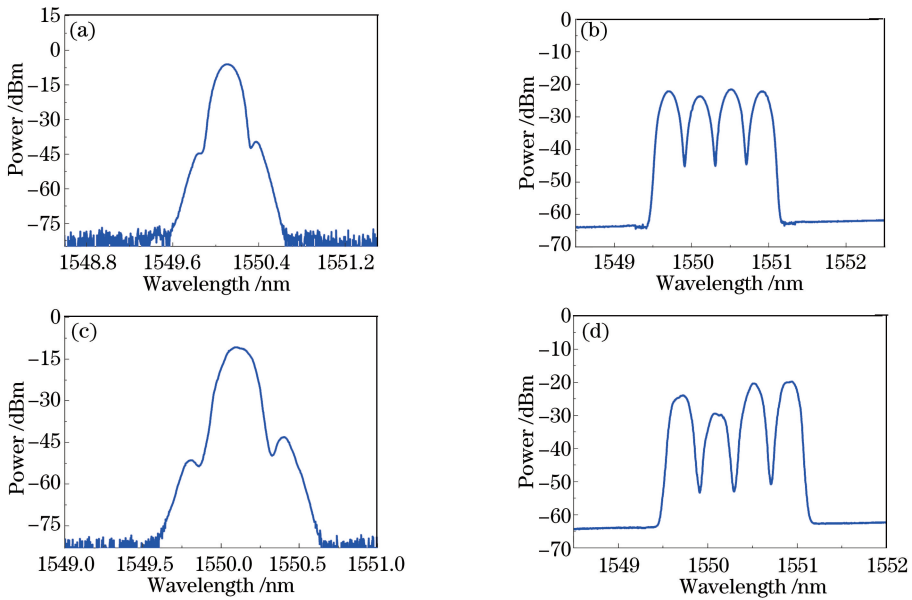 (a)
Power /dBm
15
0
−15
−30
−45
−60
−75
1548.8 1549.6 1550.4 1551.2
Wavelength /nm
(b)
Power /dBm
0
−10
−20
−30
−40
−50
−60
−70
1549 1550 1551 1552
Wavelength /nm
(c)
Power /dBm
0
−15
−30
−45
−60
−75
1549.0 1549.5 1550.0 1550.5 1551.0
Wavelength /nm
(d)
Power /dBm
0
−10
−20
−30
−40
−50
−60
−70
1549 1550 1551 1552
Wavelength /nm